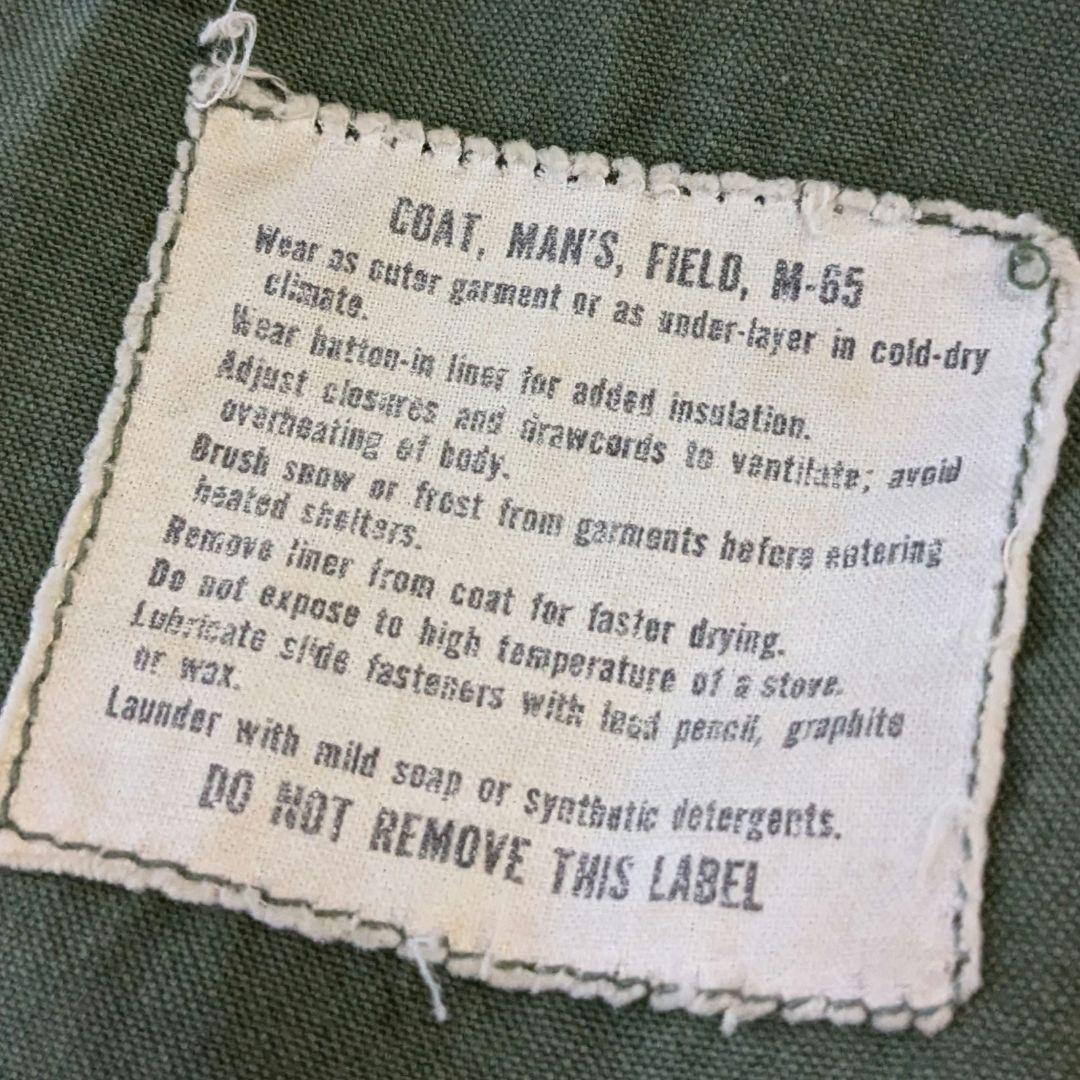 COAT, MAN'S, FIELD, M-65
Wear as outer garment or as under-layer in cold-dry
climate.
Wear button-in liner for added insulation.
Adjust closures and drawcords to ventilate; avoid
overheating of body.
Brush snow or frost from garments before entering
heated shelters.
Remove liner from coat for faster drying.
Do not expose to high temperature of a stove.
Lubricate slide fasteners with lead pencil, graphite
or wax.
Launder with mild soap or synthetic detergents.
DO NOT REMOVE THIS LABEL